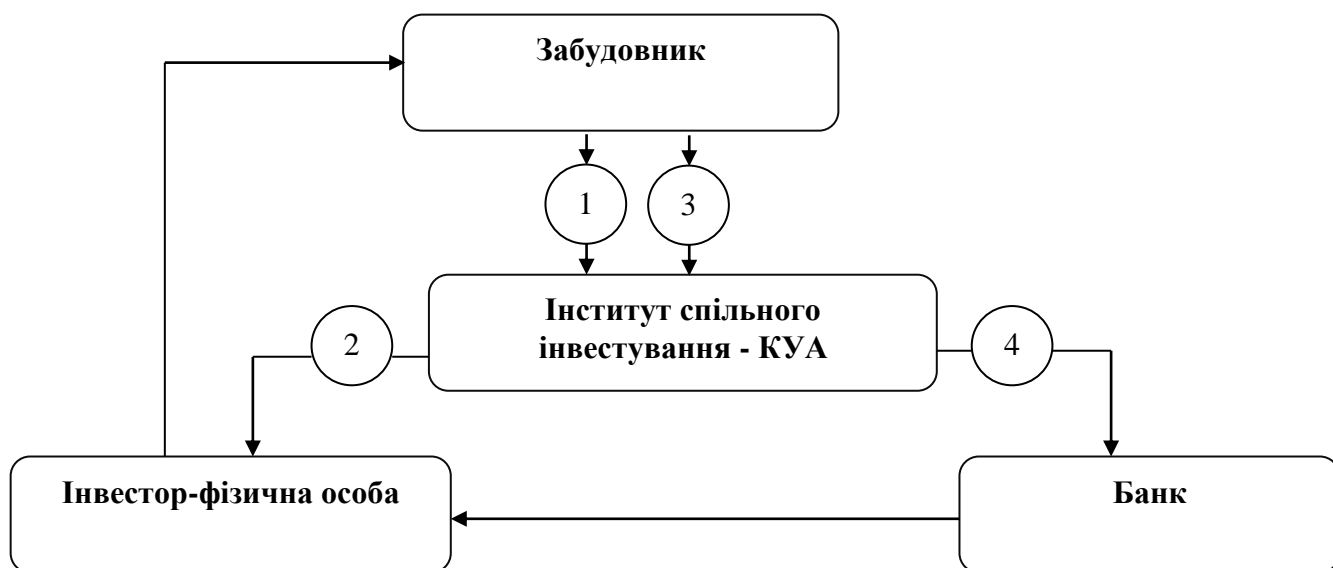 Забудовник
1
3
Інститут спільного
інвестування - КУА
2
4
Інвестор-фізична особа
Банк